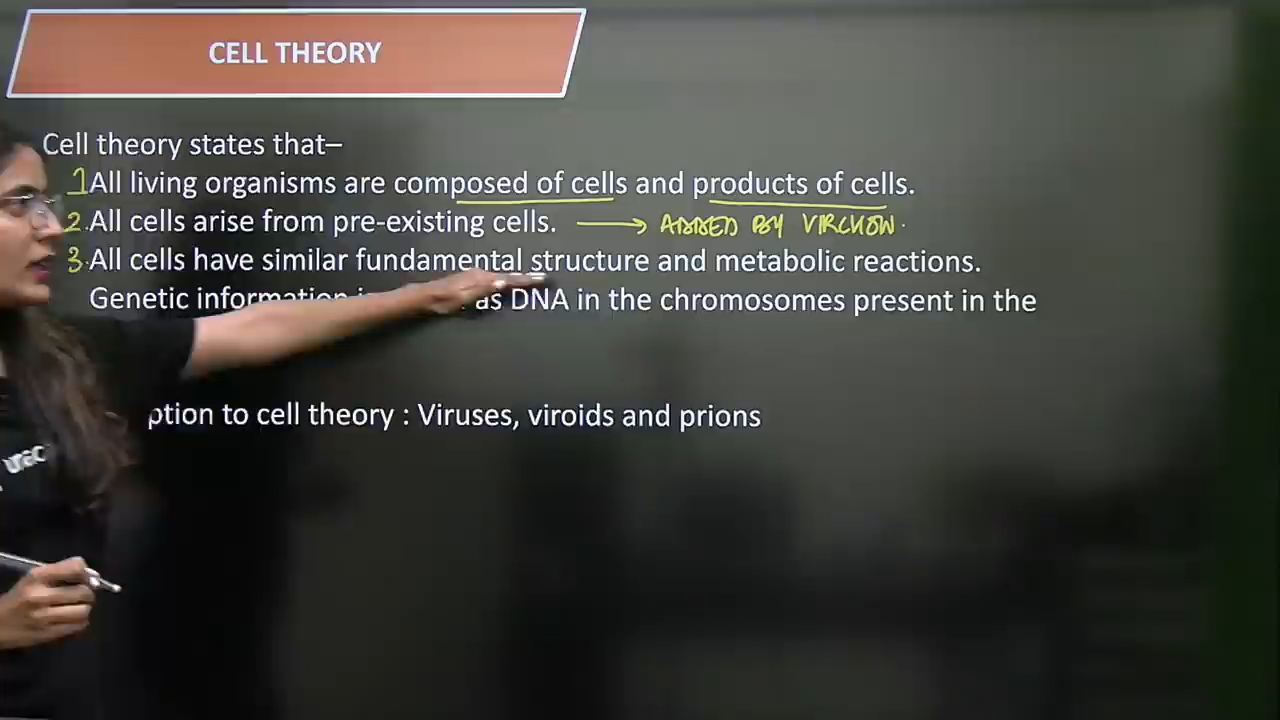 CELL THEORY
Cell theory states that–
1 All living organisms are composed of cells and products of cells.
2. All cells arise from pre-existing cells. → ADDED BY VIRCHOW.
3. All cells have similar fundamental structure and metabolic reactions.
Genetic information as DNA in the chromosomes present in the
ption to cell theory : Viruses, viroids and prions